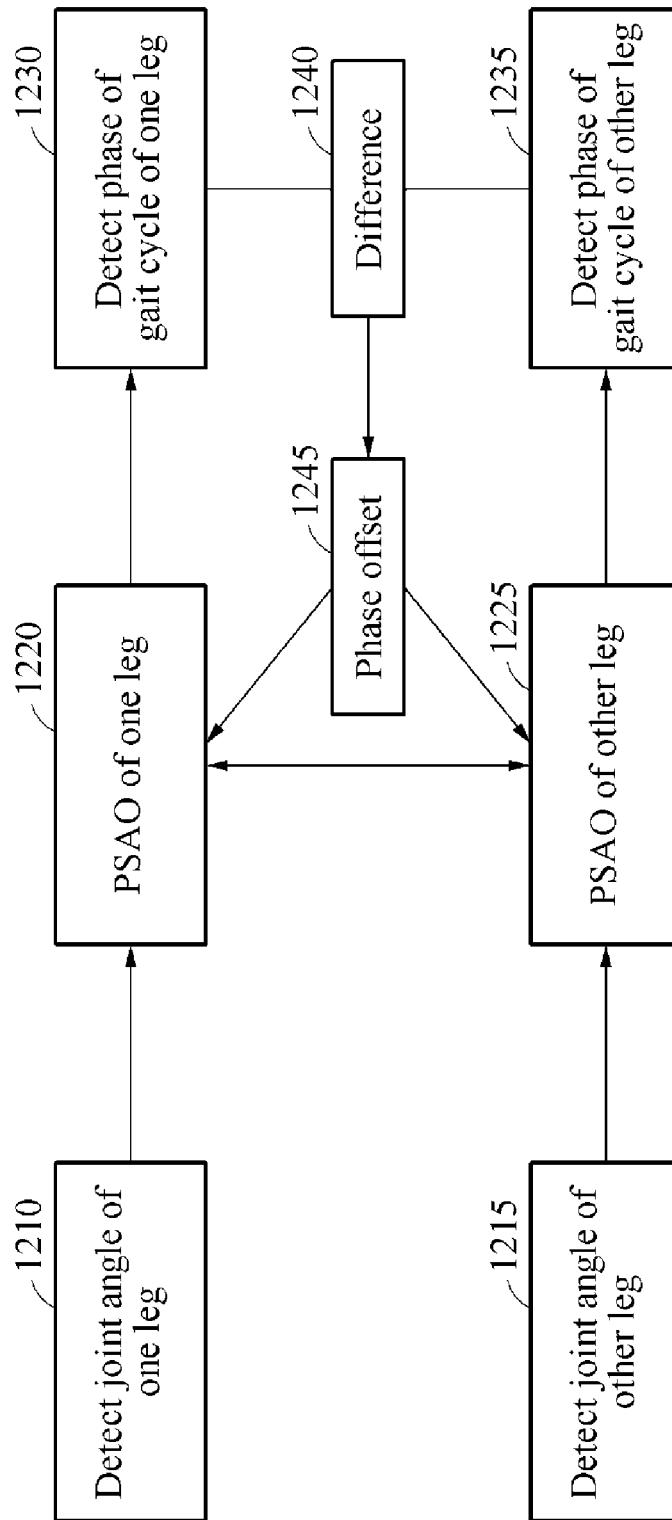 1210
Detect joint angle of
one leg
1220
PSAO of one leg
1230
Detect phase of
gait cycle of one leg
1245
Phase offset
1240
Difference
1215
Detect joint angle of
other leg
1225
PSAO of other leg
1235
Detect phase of
gait cycle of other leg